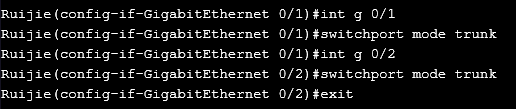 Ruijie(config-if-GigabitEthernet 0/1)#int g 0/1
Ruijie(config-if-GigabitEthernet 0/1)#switchport mode trunk
Ruijie(config-if-GigabitEthernet 0/1)#int g 0/2
Ruijie(config-if-GigabitEthernet 0/2)#switchport mode trunk
Ruijie(config-if-GigabitEthernet 0/2)#exit